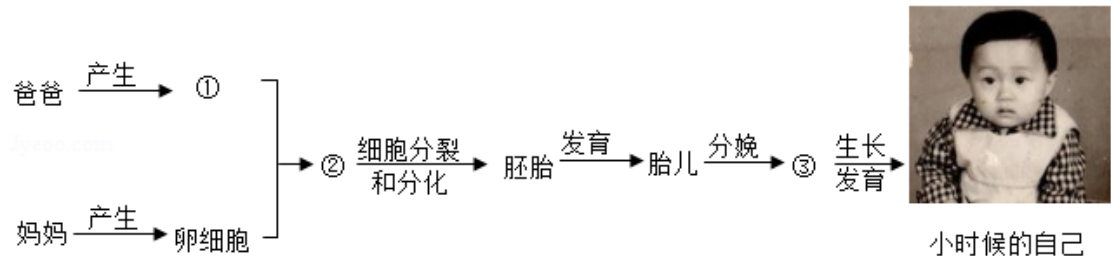 爸爸 产生 ①
妈妈 产生 卵细胞
② 细胞分裂
和分化
胚胎 发育 胎儿 分娩 ③ 生长
发育
小时候的自己